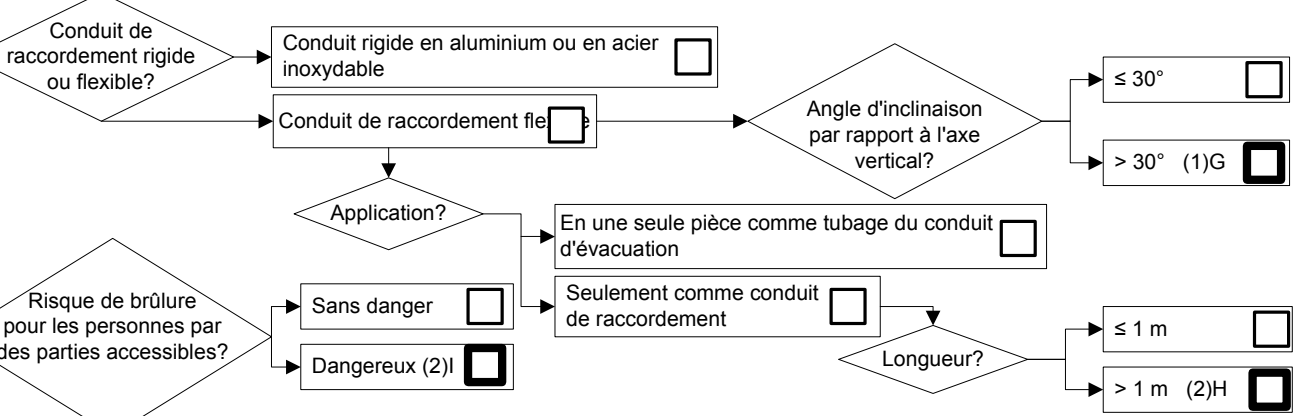 Conduit de
raccordement rigide
ou flexible?
Conduit rigide en aluminium ou en acier
inoxydable
Conduit de raccordement
Angle d'inclinaison
par rapport à l'axe
vertical?
≤ 30°
> 30° (1)G
Application?
En une seule pièce comme tubage du conduit
d'évacuation
Seulement comme conduit
de raccordement
Longueur?
≤ 1 m
> 1 m (2)H
Risque de brûlure
pour les personnes par
des parties accessibles?
Sans danger
Dangereux (2)I